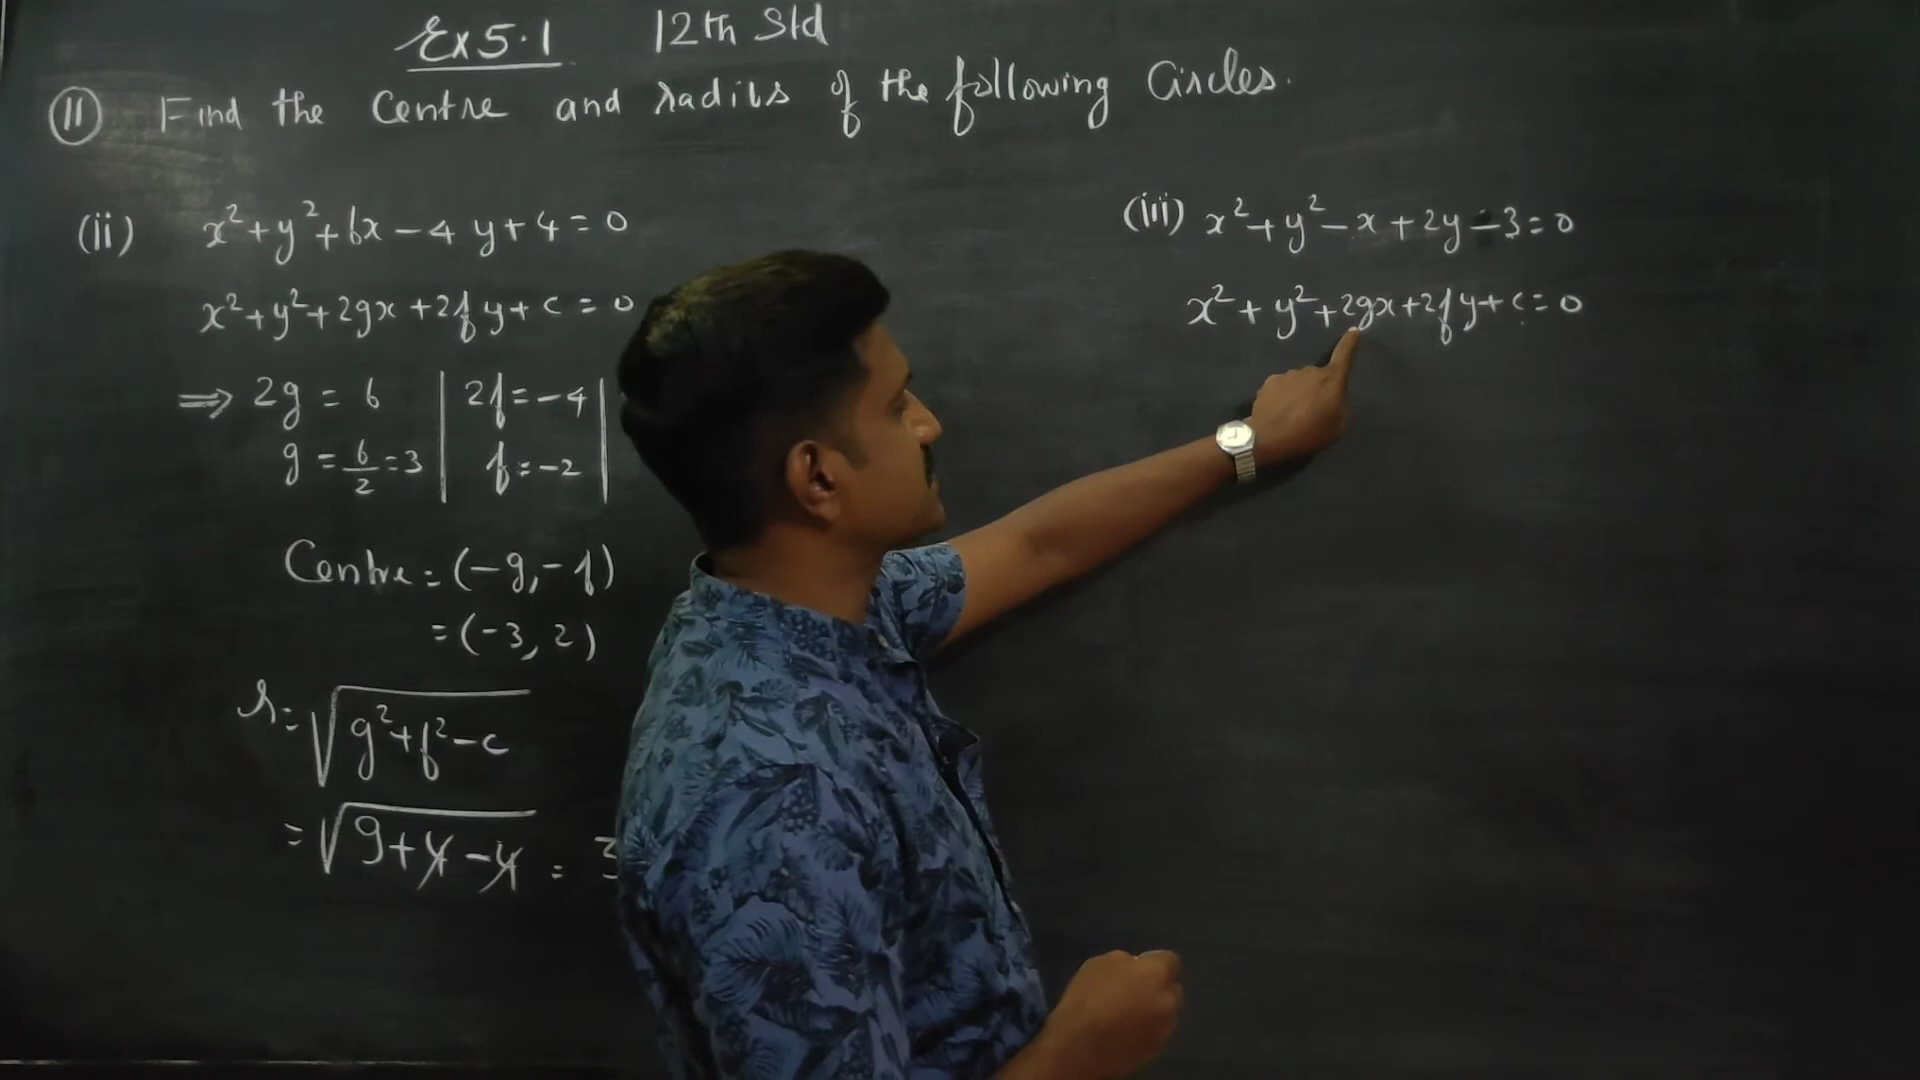 Ex 5.1 12th Std
(11) Find the Centre and radius of the following Circles.
(ii) x²+y²+6x-4y+4=0
x²+y²+2gx+2fy+c=0
⇒ 2g = 6 | 2f=-4 |
g = 6/2 = 3 | f=-2 |
Centre = (-g,-f)
= (-3, 2)
r = √(g²+f²-c)
= √(9+4-4) = 3
(iii) x²+y²-x+2y-3=0
x²+y²+2gx+2fy+c=0